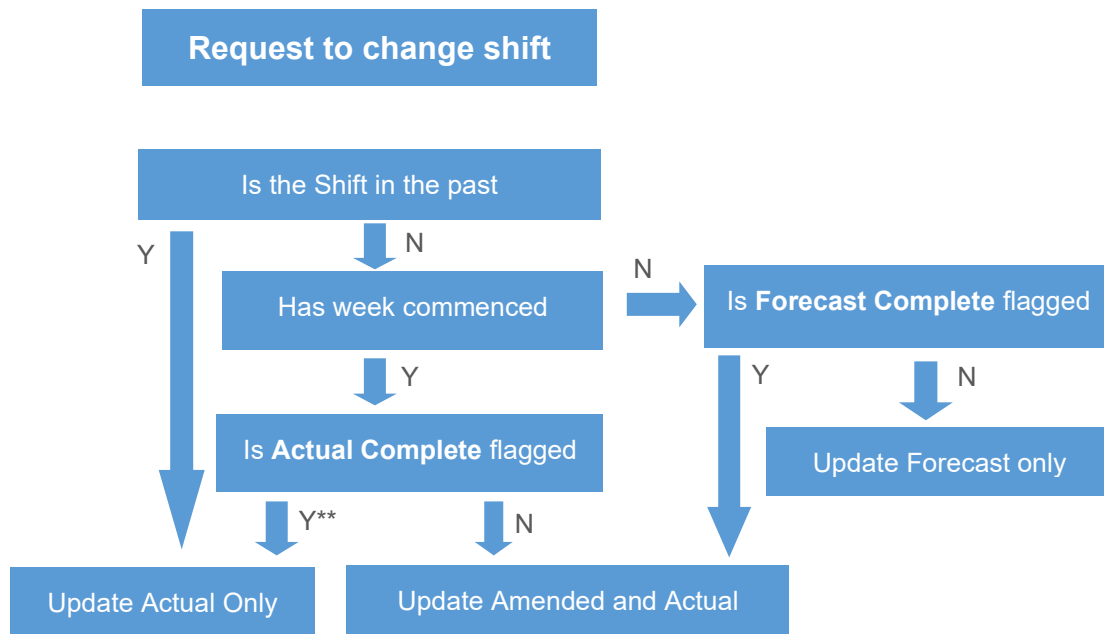 Request to change shift
Is the Shift in the past
Y
N
Has week commenced
N
Is Forecast Complete flagged
Y
Y
N
Is Actual Complete flagged
Update Forecast only
Y**
N
Update Actual Only
Update Amended and Actual